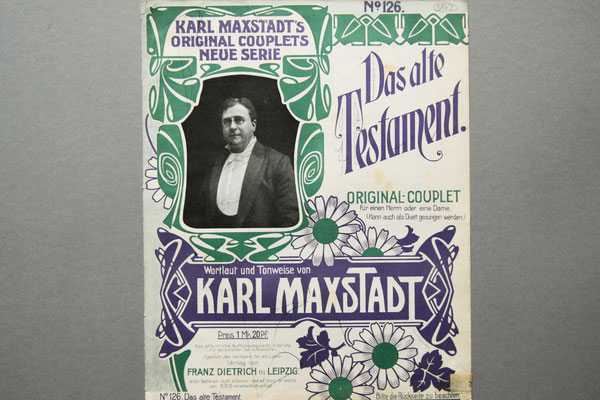 KARL MAXSTADT'S
ORIGINAL COUPLETS
NEUE SERIE
No 126.
Das alte
Testament.
ORIGINAL-COUPLET
für einen Herrn oder eine Dame.
(Kann auch als Duett gesungen werden.)
Wortlaut und Tonweise von
KARL MAXSTADT
Preis 1 Mk. 20 Pf.
Verlag von
FRANZ DIETRICH in LEIPZIG.
No 126. Das alte Testament
Bitte die Rückseite zu beachten.